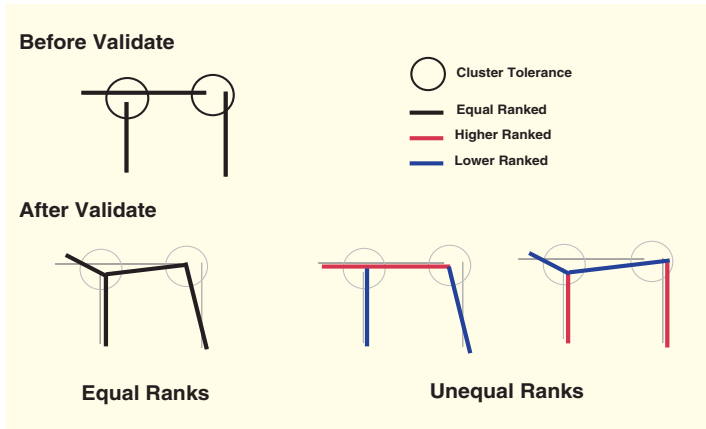 Before Validate
Cluster Tolerance
Equal Ranked
Higher Ranked
Lower Ranked
After Validate
Equal Ranks
Unequal Ranks